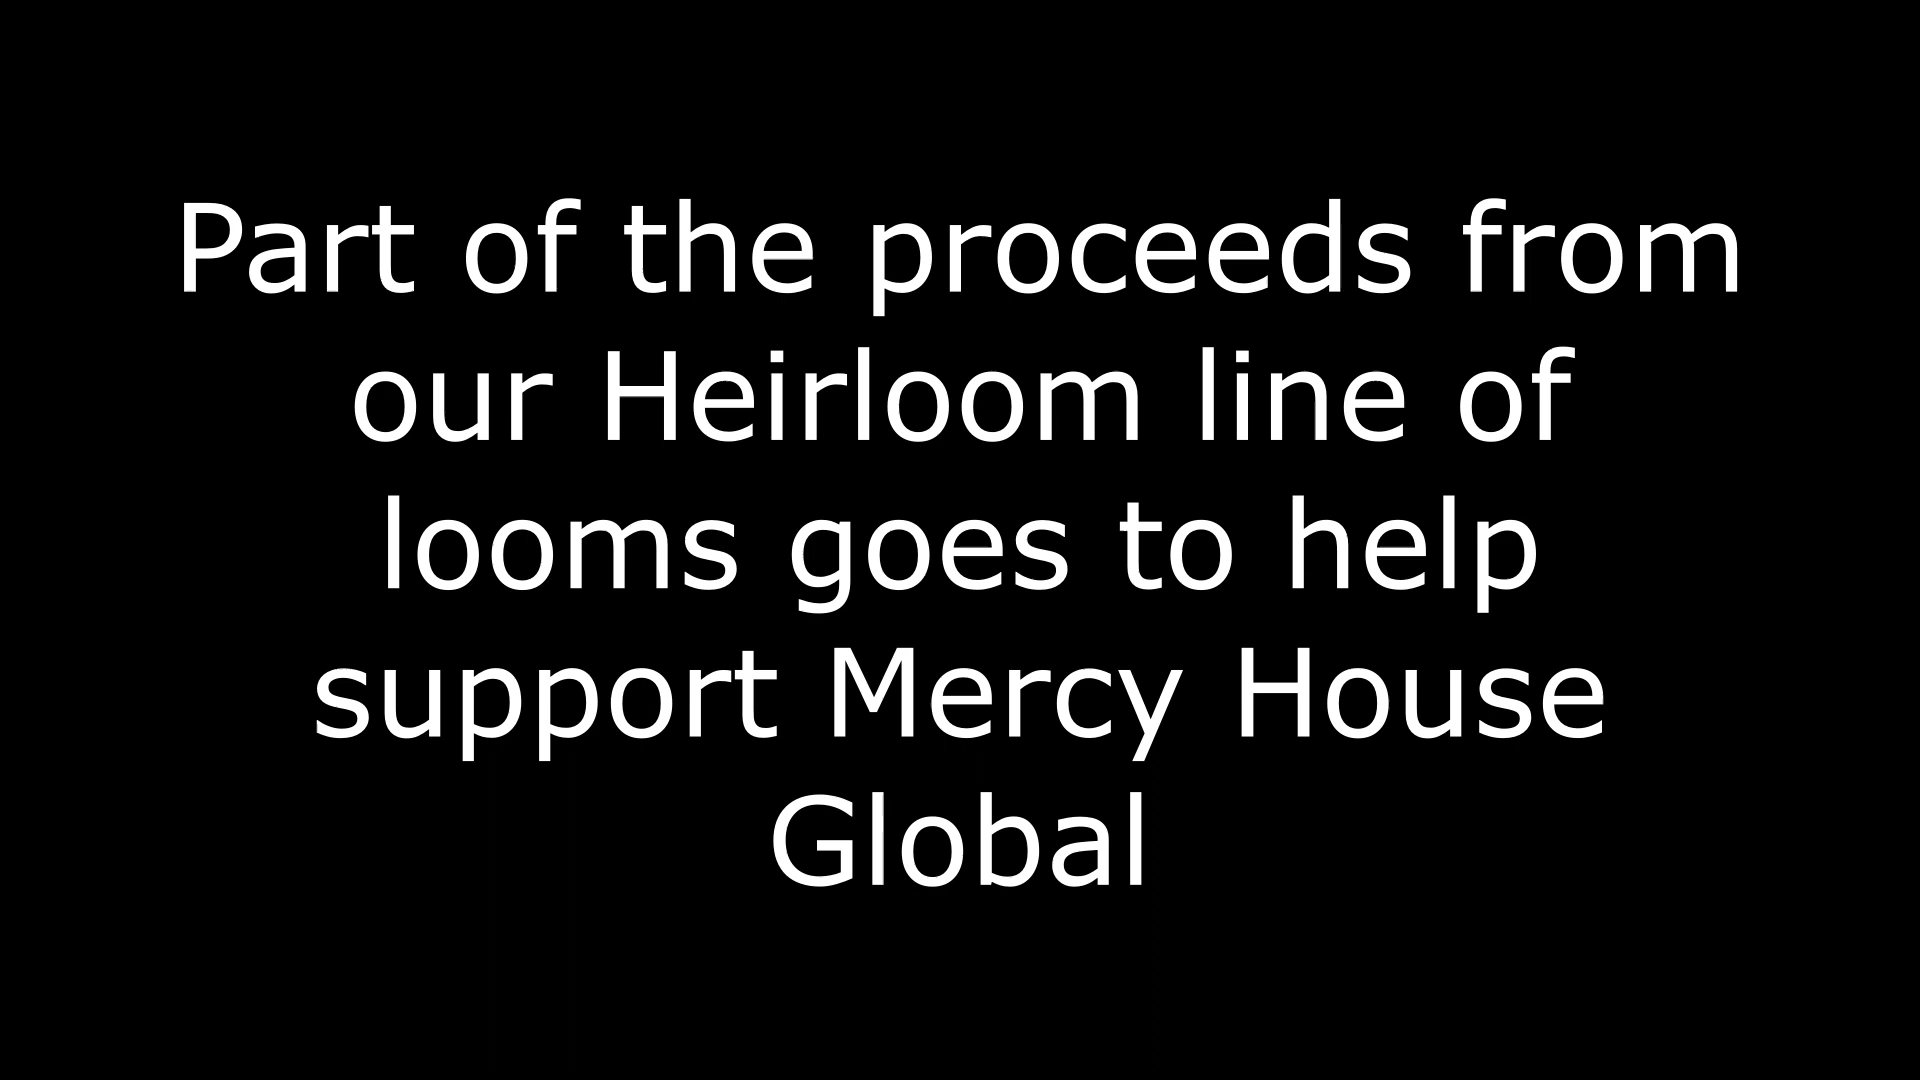 Part of the proceeds from
our Heirloom line of
looms goes to help
support Mercy House
Global